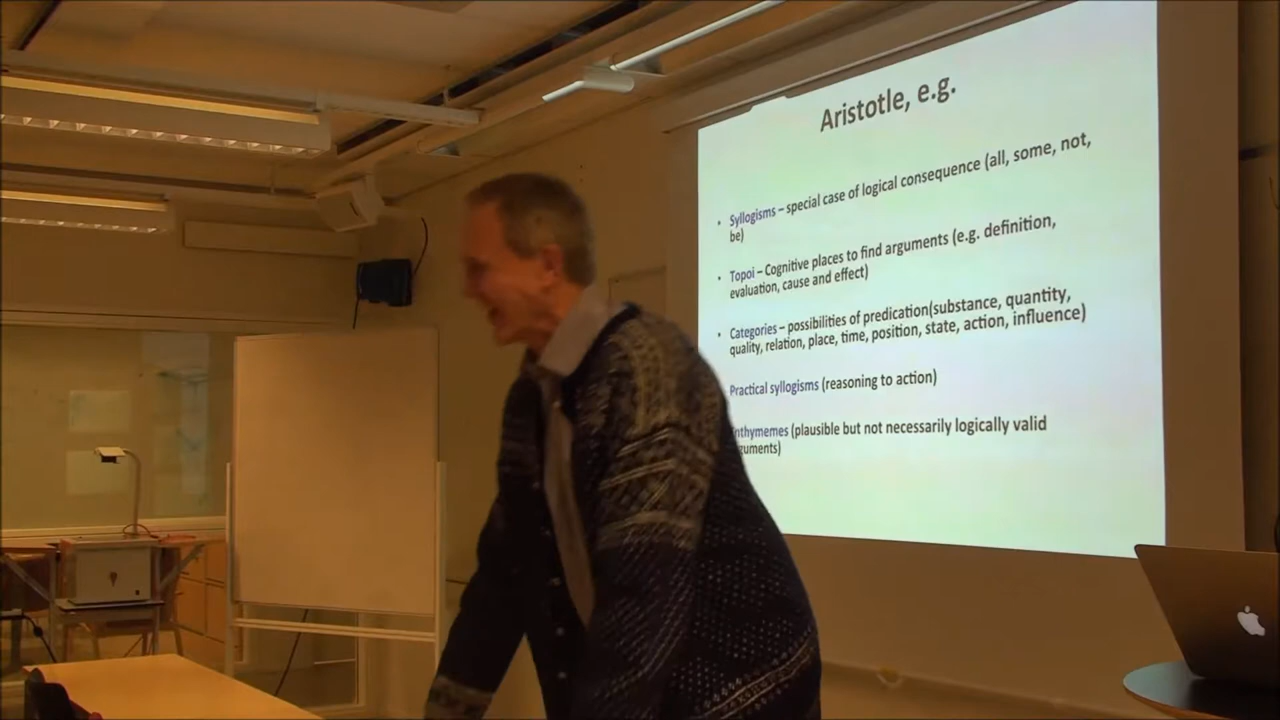 Aristotle, e.g.
• Syllogisms – special case of logical consequence (all, some, not,
be)
• Topoi – Cognitive places to find arguments (e.g. definition,
evaluation, cause and effect)
• Categories – possibilities of predication(substance, quantity,
quality, relation, place, time, position, state, action, influence)
Practical syllogisms (reasoning to action)
(plausible but not necessarily logically valid